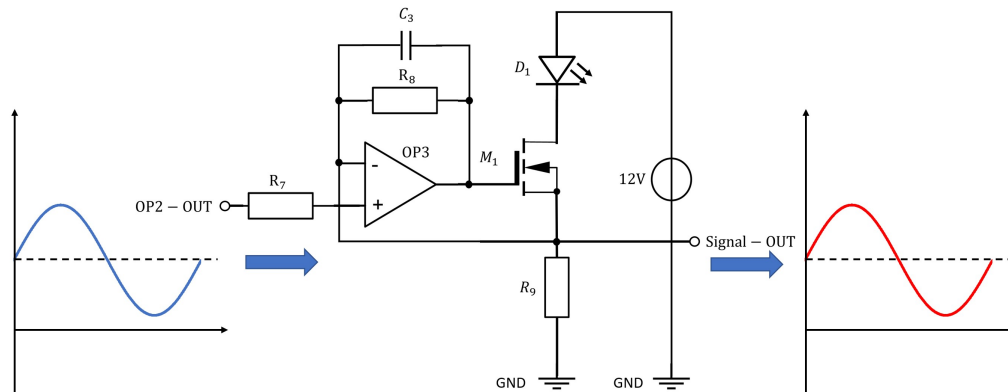 C₃
R₈
D₁
OP3
M₁
R₇
12V
OP2−OUT
-
+
Signal−OUT
R₉
GND
GND